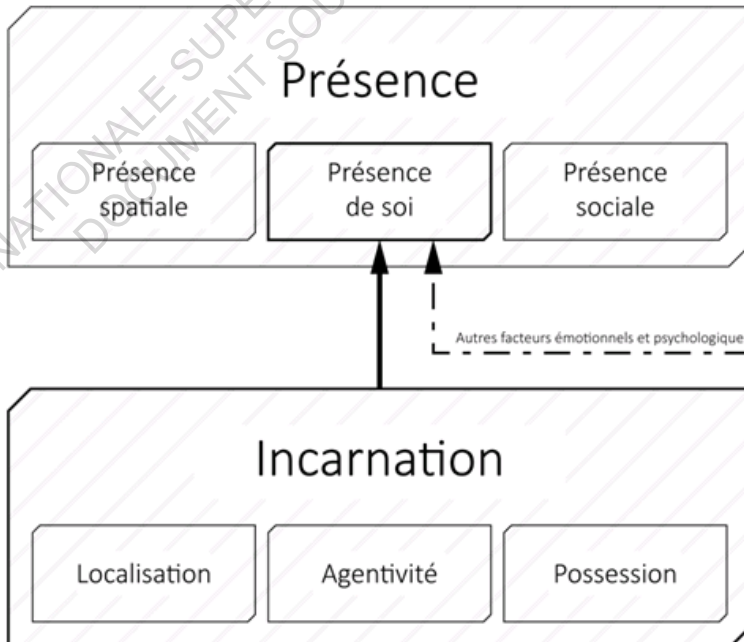 Présence
Présence
spatiale
Présence
de soi
Présence
sociale
Autres facteurs émotionnels et psychologique
Incarnation
Localisation
Agentivité
Possession